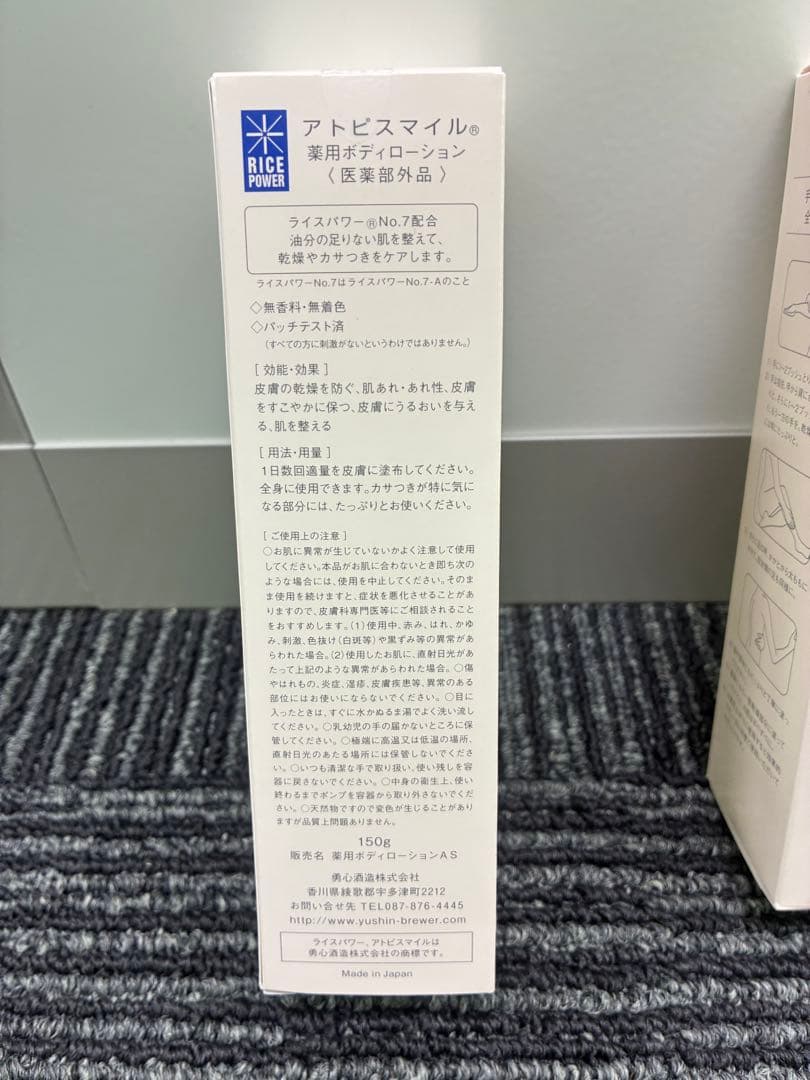 RICE
POWER
アトピスマイル®
薬用ボディローション
〈 医薬部外品 〉
ライスパワー®No.7配合
油分の足りない肌を整えて、
乾燥やカサつきをケアします。
ライスパワーNo.7はライスパワーNo.7-Aのこと
◇無香料・無着色
◇パッチテスト済
(すべての方に刺激がないというわけではありません。)
[ 効能・効果 ]
皮膚の乾燥を防ぐ、肌あれ・あれ性、皮膚
をすこやかに保つ、皮膚にうるおいを与え
る、肌を整える
[ 用法・用量 ]
1日数回適量を皮膚に塗布してください。
全身に使用できます。カサつきが特に気に
なる部分には、たっぷりとお使いください。
[ ご使用上の注意 ]
○お肌に異常が生じていないかよく注意して使用
してください。本品がお肌に合わないとき即ち次の
ような場合には、使用を中止してください。そのま
ま使用を続けますと、症状を悪化させることがあ
りますので、皮膚科専門医等にご相談されること
をおすすめします。(1)使用中、赤み、はれ、かゆ
み、刺激、色抜け(白斑等)や黒ずみ等の異常があ
らわれた場合。(2)使用したお肌に、直射日光があ
たって上記のような異常があらわれた場合。○傷
やはれもの、炎症、湿疹、皮膚疾患等、異常のある
部位にはお使いにならないでください。○目に
入ったときは、すぐに水かぬるま湯でよく洗い流し
てください。○乳幼児の手の届かないところに保
管してください。○極端に高温又は低温の場所、
直射日光のあたる場所には保管しないでくださ
い。○いつも清潔な手で取り扱い、使い残しを容
器に戻さないでください。○中身の衛生上、使い
終わるまでポンプを容器から取り外さないでくだ
さい。○天然物ですので変色が生じることがあり
ますが品質上問題ありません。
150g
販売名 薬用ボディローションAS
勇心酒造株式会社
香川県綾歌郡宇多津町2212
お問い合せ先 TEL087-876-4445
http://www.yushin-brewer.com
ライスパワー、アトピスマイルは
勇心酒造株式会社の商標です。
Made in Japan